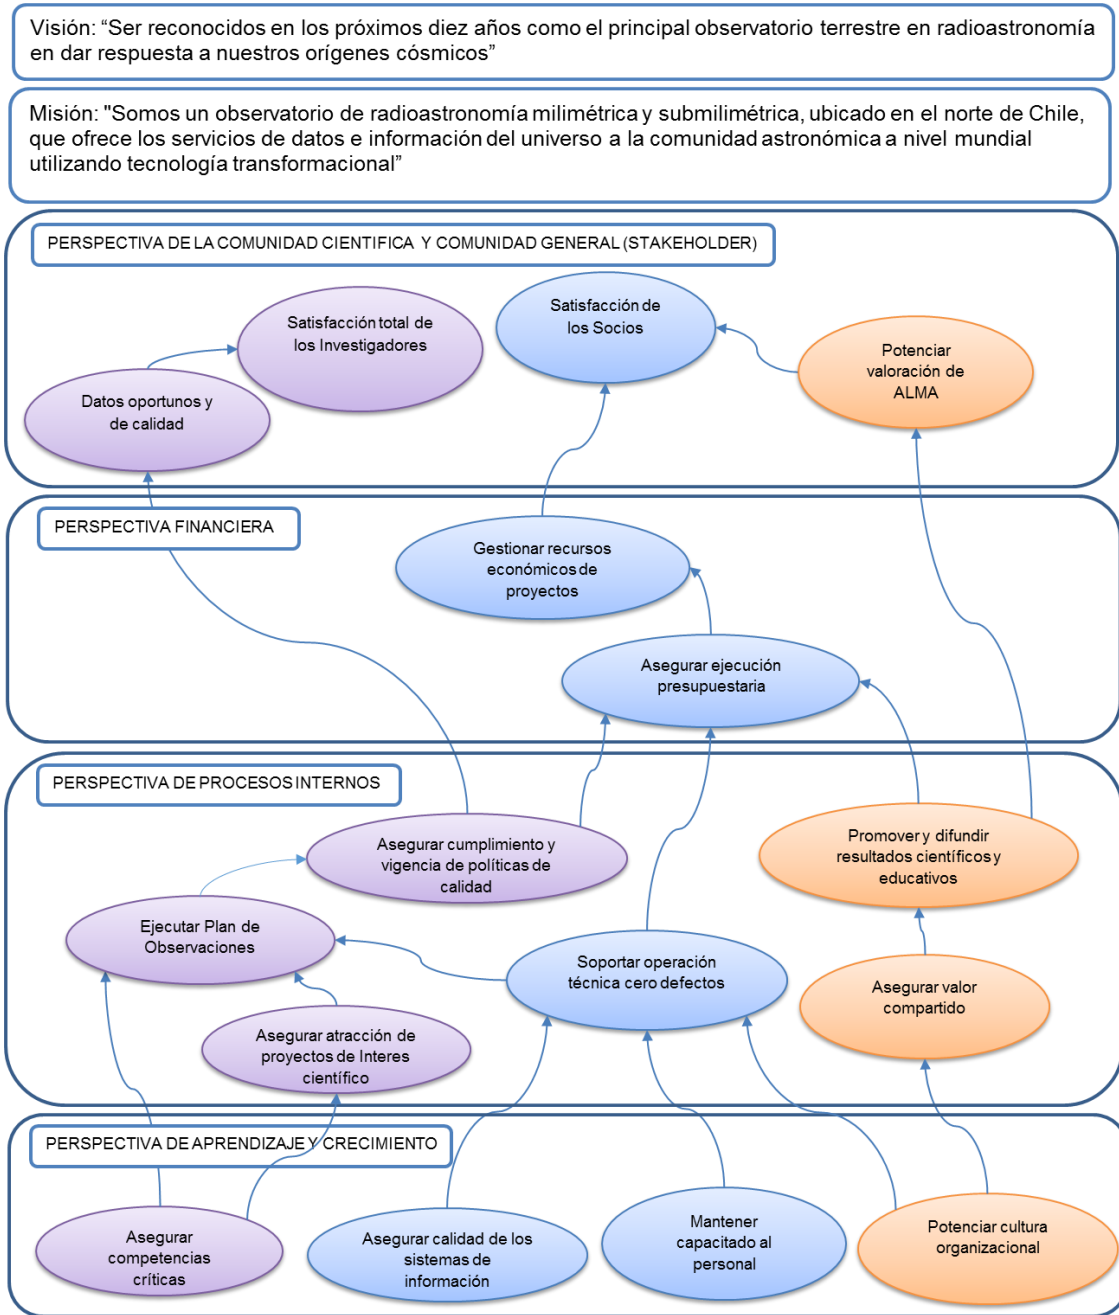 Visión: “Ser reconocidos en los próximos diez años como el principal observatorio terrestre en radioastronomía
en dar respuesta a nuestros orígenes cósmicos”
Misión: "Somos un observatorio de radioastronomía milimétrica y submilimétrica, ubicado en el norte de Chile,
que ofrece los servicios de datos e información del universo a la comunidad astronómica a nivel mundial
utilizando tecnología transformacional”
PERSPECTIVA DE LA COMUNIDAD CIENTIFICA Y COMUNIDAD GENERAL (STAKEHOLDER)
Satisfacción total de
los Investigadores
Satisfacción de
los Socios
Potenciar
valoración de
ALMA
Datos oportunos y
de calidad
PERSPECTIVA FINANCIERA
Gestionar recursos
económicos de
proyectos
Asegurar ejecución
presupuestaria
PERSPECTIVA DE PROCESOS INTERNOS
Asegurar cumplimiento y
vigencia de políticas de
calidad
Promover y difundir
resultados científicos y
educativos
Ejecutar Plan de
Observaciones
Soportar operación
técnica cero defectos
Asegurar valor
compartido
Asegurar atracción de
proyectos de Interes
científico
PERSPECTIVA DE APRENDIZAJE Y CRECIMIENTO
Asegurar
competencias
críticas
Asegurar calidad de los
sistemas de
información
Mantener
capacitado al
personal
Potenciar cultura
organizacional